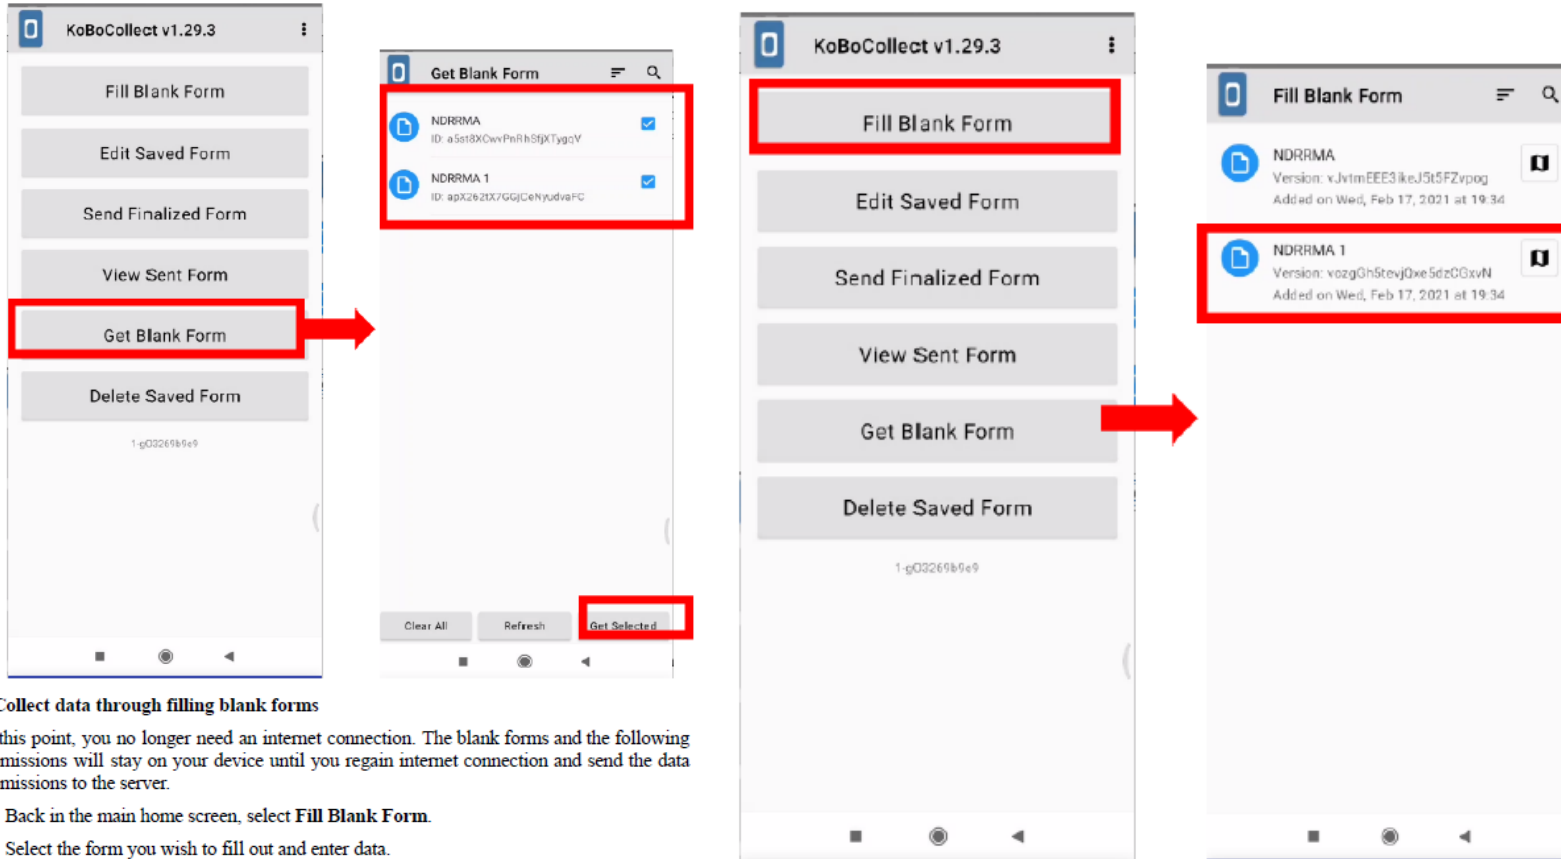 KoBoCollect v1.29.3
Fill Blank Form
Edit Saved Form
Send Finalized Form
View Sent Form
Get Blank Form
Delete Saved Form
1-g03269b9e9
Get Blank Form
NDRRMA
NDRRMA 1
Clear All
Refresh
Get Selected
Collect data through filling blank forms
this point, you no longer need an internet connection. The blank forms and the following
missions will stay on your device until you regain internet connection and send the data
missions to the server.
Back in the main home screen, select Fill Blank Form.
Select the form you wish to fill out and enter data.
KoBoCollect v1.29.3
Fill Blank Form
Edit Saved Form
Send Finalized Form
View Sent Form
Get Blank Form
Delete Saved Form
1-g03269b9e9
Fill Blank Form
NDRRMA
Version: vJvtmEEE3ikeJ5t5FZvpog
Added on Wed, Feb 17, 2021 at 19:34
NDRRMA 1
Version: vozgGh5tevjQxe5dzCGxvN
Added on Wed, Feb 17, 2021 at 19:34